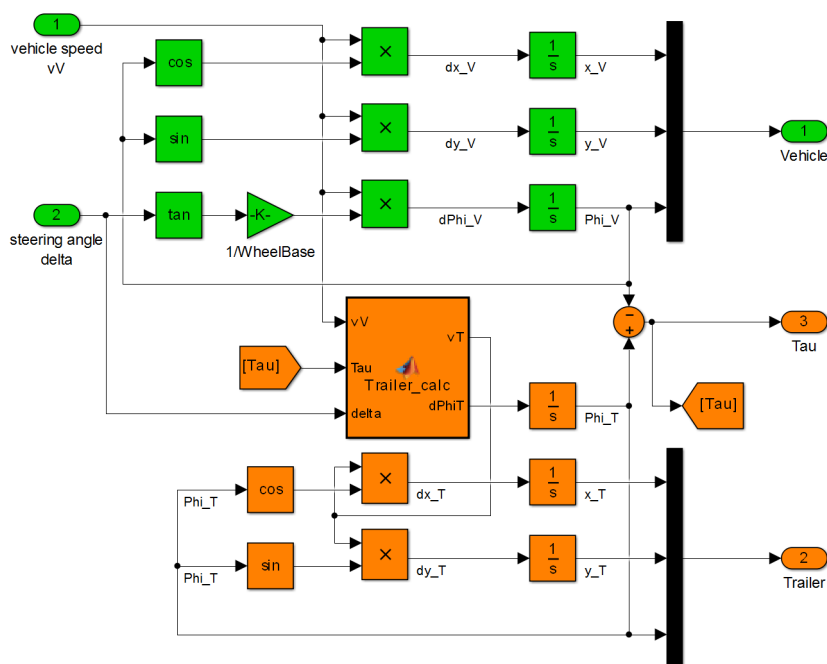 1
vehicle speed
vV
cos
×
dx_V
1
s
x_V
sin
×
dy_V
1
s
y_V
1
Vehicle
2
steering angle
delta
tan
-K-
1/WheelBase
×
dPhi_V
1
s
Phi_V
vV
vT
Tau
Trailer_calc
dPhiT
delta
[Tau]
−
+
3
Tau
[Tau]
1
s
Phi_T
Phi_T
cos
×
dx_T
1
s
x_T
Phi_T
sin
×
dy_T
1
s
y_T
2
Trailer